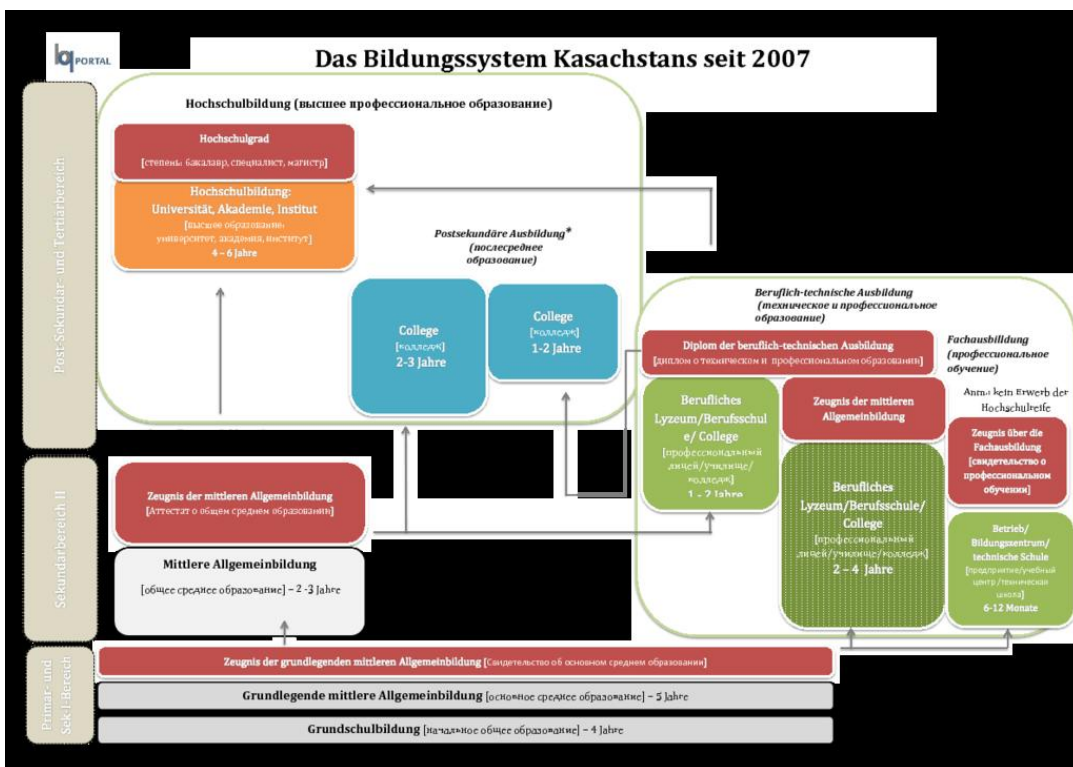 PORTAL
Das Bildungssystem Kasachstans seit 2007
Hochschulbildung (высшее профессиональное образование)
Hochschulgrad
[степены бакалавр, специалист, магистр]
Hochschulbildung:
Universität, Akademie, Institut
[высшее образование:
университет, академия, институт]
4 – 6 Jahre
Postsekundäre Ausbildung*
(послесреднее
образование)
College
[колледж]
2-3 Jahre
College
[колледж]
1-2 Jahre
Post-Sekundar- und Tertiärbereich
Beruflich-technische Ausbildung
(техническое и профессиональное
образование)
Diplom der beruflich-technischen Ausbildung
[диплом о техническом и профессиональном образовании]
Fachausbilldung
(профессиональное
обучение)
Anm.: kein Erwerb der
Hochschulreife
Berufliches
Lyzeum/Berufsschul
e/ College
[профессиональный
лицей/училище/
колледж]
1 – 2 Jahre
Zeugnis der mittleren
Allgemeinbildung
Berufliches
Lyzeum/Berufsschule/
College
[профессиональный
лицей/училище/колледж]
2 – 4 Jahre
Zeugnis über die
Fachausbildung
[свидетельство о
профессиональном
обучении]
Betrieb/
Bildungssentrum/
technische Schule
[предприятие/учебный
центр /техническая
школа]
6-12 Monate
Sekundarbereich II
Zeugnis der mittleren Allgemeinbildung
[Аттестат о общем среднем образовании]
Mittlere Allgemeinbildung
[общее среднее образование] – 2 -3 Jahre
Primar- und
Sek-I-Bereich
Zeugnis der grundlegenden mittleren Allgemeinbildung [Свидетельство об основном среднем образовании]
Grundlegende mittlere Allgemeinbildung [основное среднее образование] – 5 Jahre
Grundschulbildung [начальное общее образование] – 4 Jahre